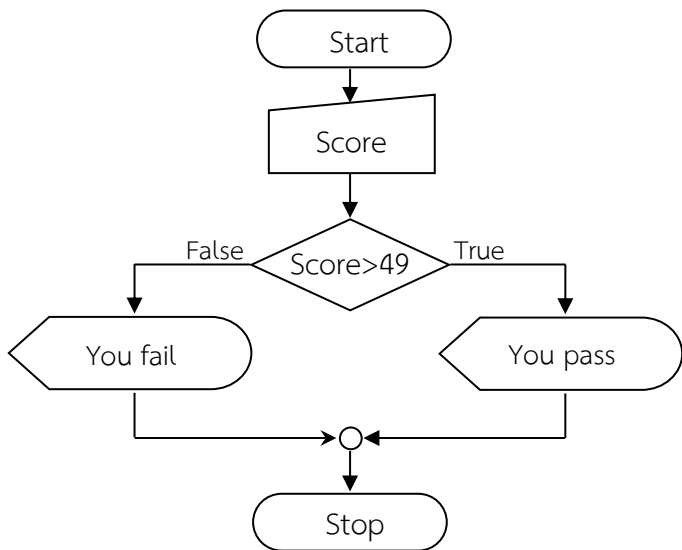 Start
Score
False
True
Score>49
You fail
You pass
Stop